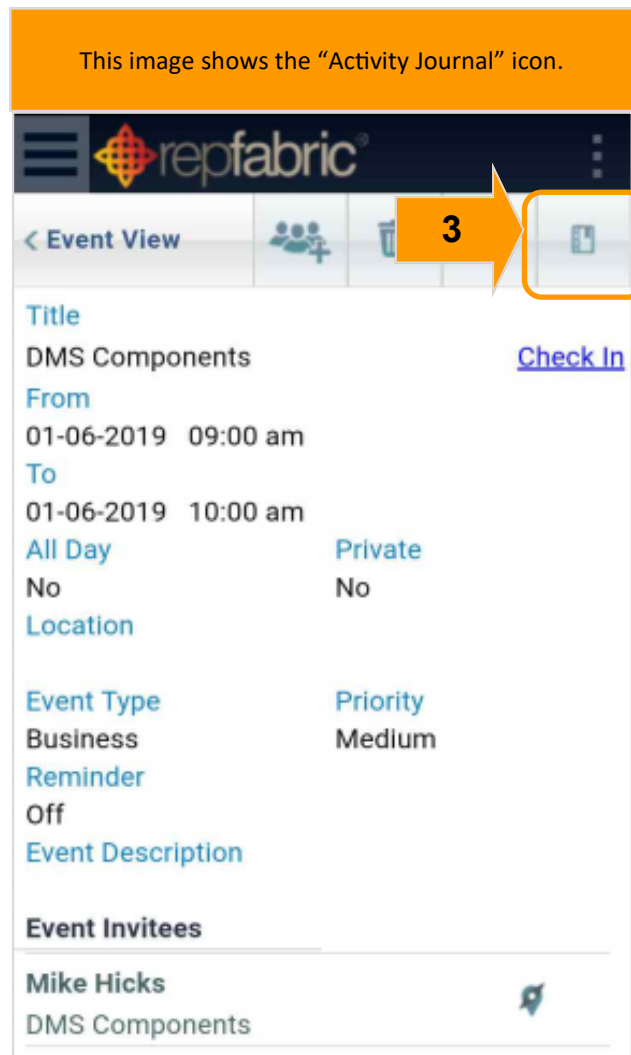 This image shows the “Activity Journal” icon.
repfabric®
< Event View
3
Title
DMS Components Check In
From
01-06-2019 09:00 am
To
01-06-2019 10:00 am
All Day Private
No No
Location
Event Type Priority
Business Medium
Reminder
Off
Event Description
Event Invitees
Mike Hicks
DMS Components